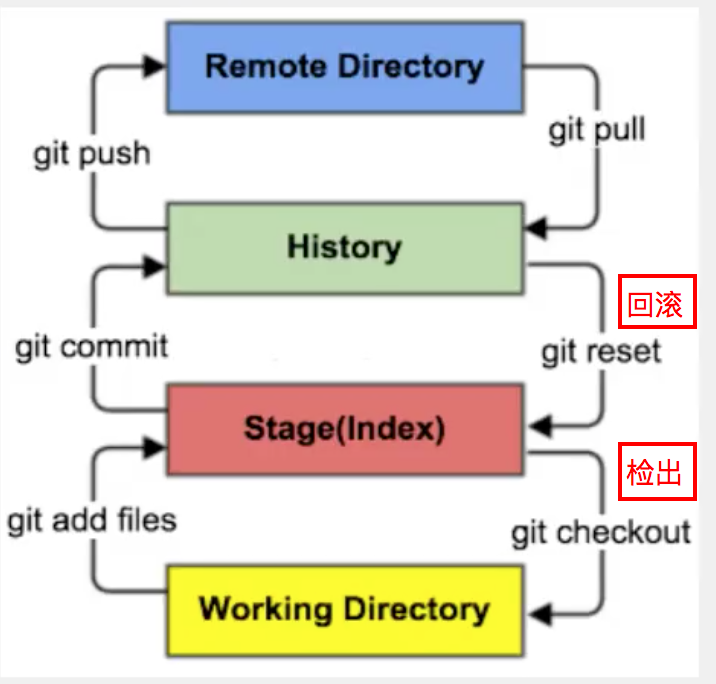 Remote Directory
git push
git pull
History
回滚
git commit
git reset
Stage(Index)
检出
git add files
git checkout
Working Directory